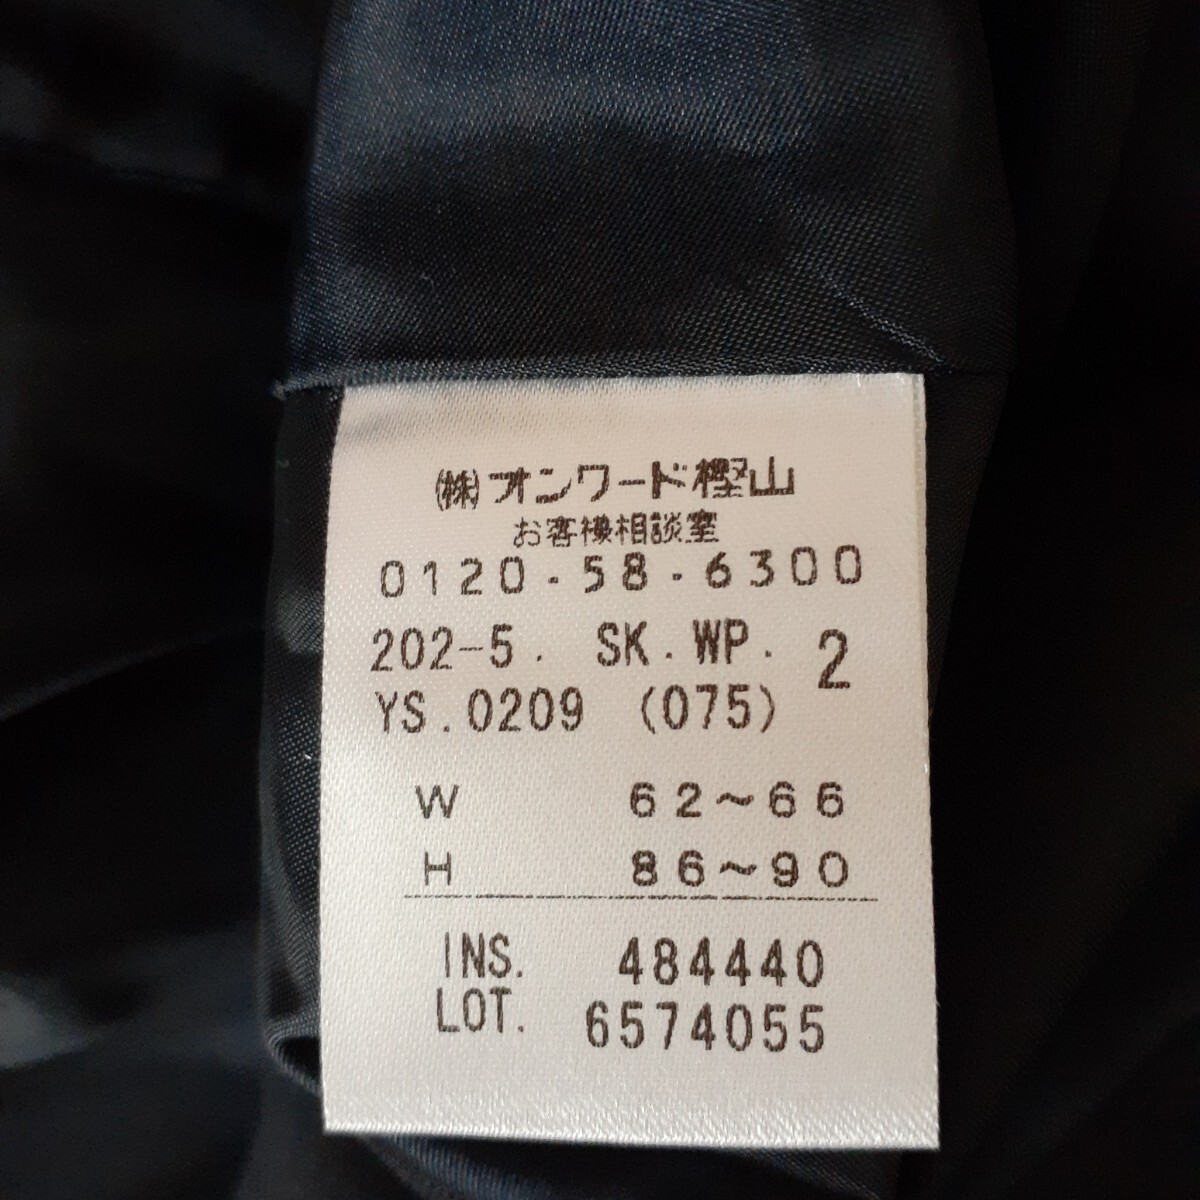 ㈱オンワード樫山
お客様相談室
0120-58-6300
202-5. SK.WP. 2
YS.0209 (075)
W 62~66
H 86~90
INS. 484440
LOT. 6574055